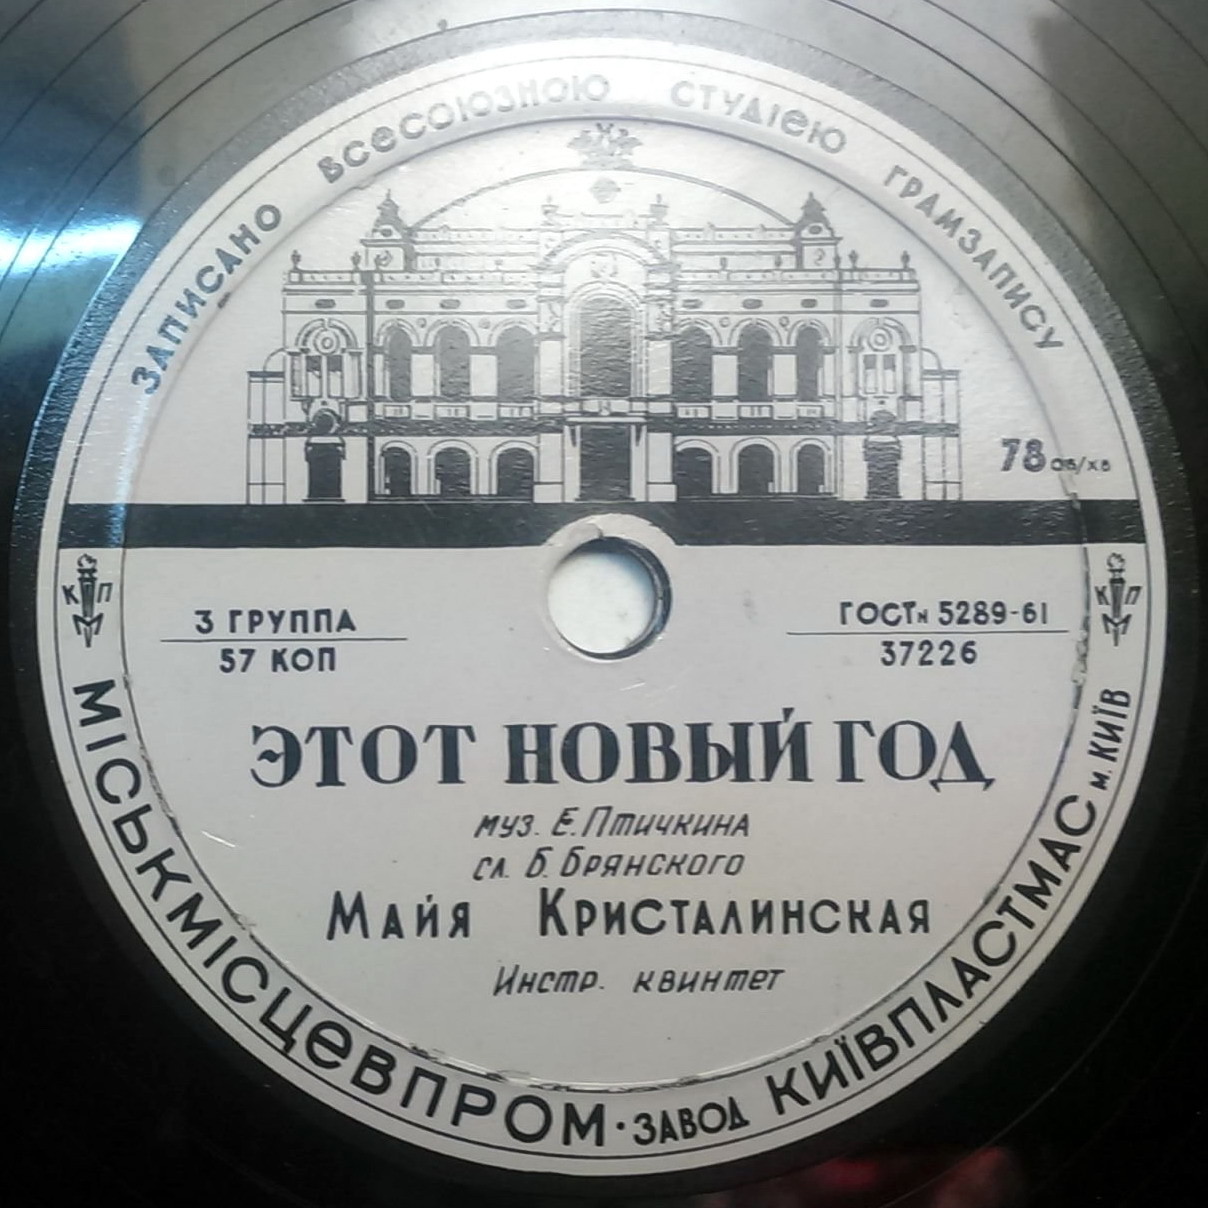 ЗАПИСАНО ВСЕСОЮЗНОЮ СТУДІЕЮ ГРАМЗАПИСУ
78 об/хв
КП
М
КП
М
3 ГРУППА
57 КОП
ГОСТн 5289-61
37226
ЭТОТ НОВЫЙ ГОД
муз. Е. Птичкина
сл. Б. Брянского
Майя Кристалинская
Инстр. квинтет
МІСЬКМІСЦЕВПРОМ · ЗАВОД КИЇВПЛАСТМАС м. КИЇВ